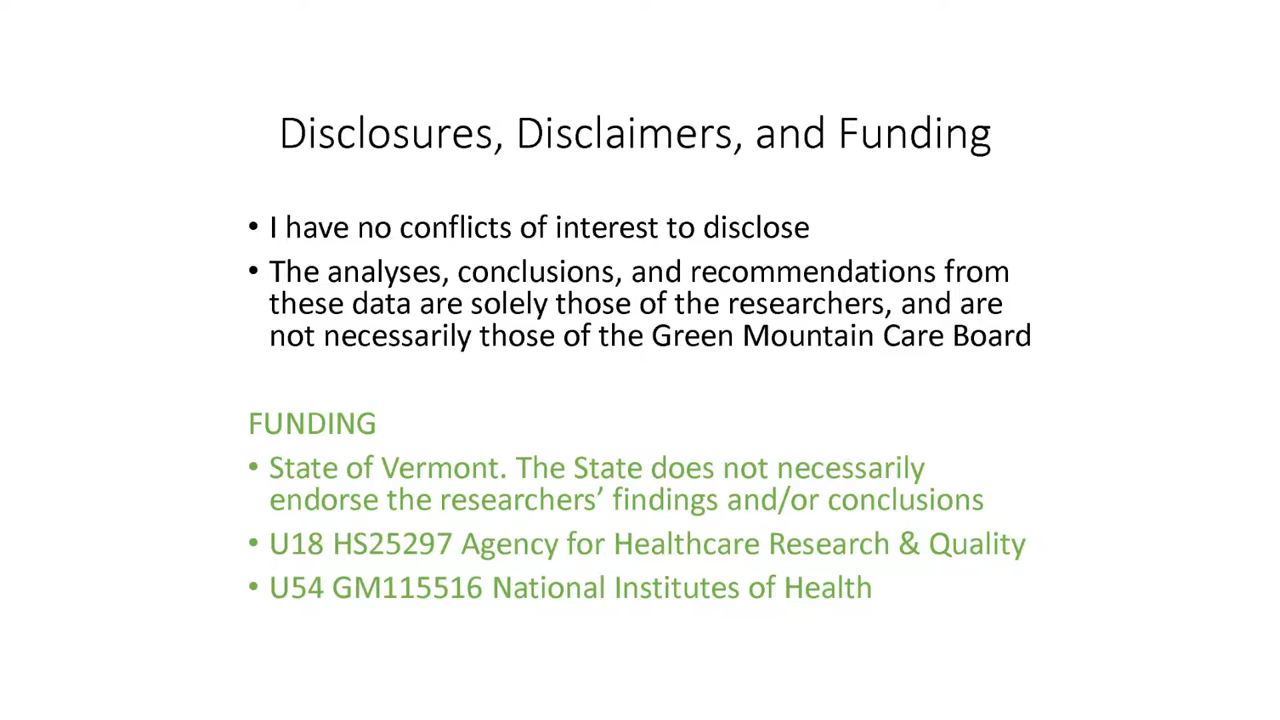 Disclosures, Disclaimers, and Funding
• I have no conflicts of interest to disclose
• The analyses, conclusions, and recommendations from
these data are solely those of the researchers, and are
not necessarily those of the Green Mountain Care Board
FUNDING
• State of Vermont. The State does not necessarily
endorse the researchers’ findings and/or conclusions
• U18 HS25297 Agency for Healthcare Research & Quality
• U54 GM115516 National Institutes of Health